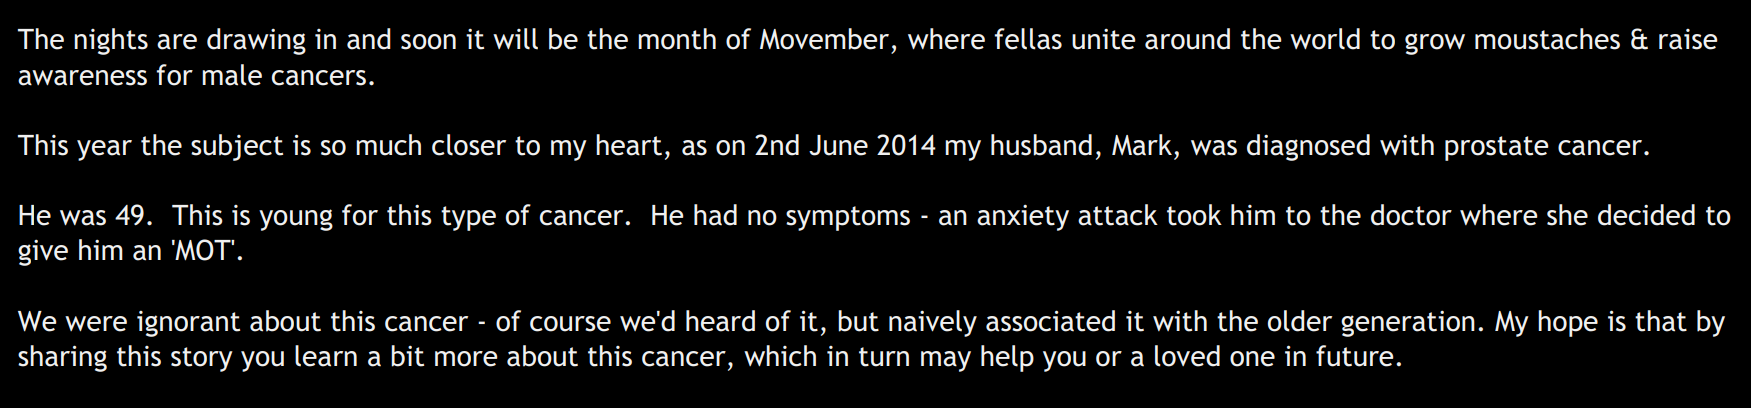 The nights are drawing in and soon it will be the month of Movember, where fellas unite around the world to grow moustaches & raise
awareness for male cancers.
This year the subject is so much closer to my heart, as on 2nd June 2014 my husband, Mark, was diagnosed with prostate cancer.
He was 49.  This is young for this type of cancer.  He had no symptoms - an anxiety attack took him to the doctor where she decided to
give him an 'MOT'.
We were ignorant about this cancer - of course we'd heard of it, but naively associated it with the older generation. My hope is that by
sharing this story you learn a bit more about this cancer, which in turn may help you or a loved one in future.